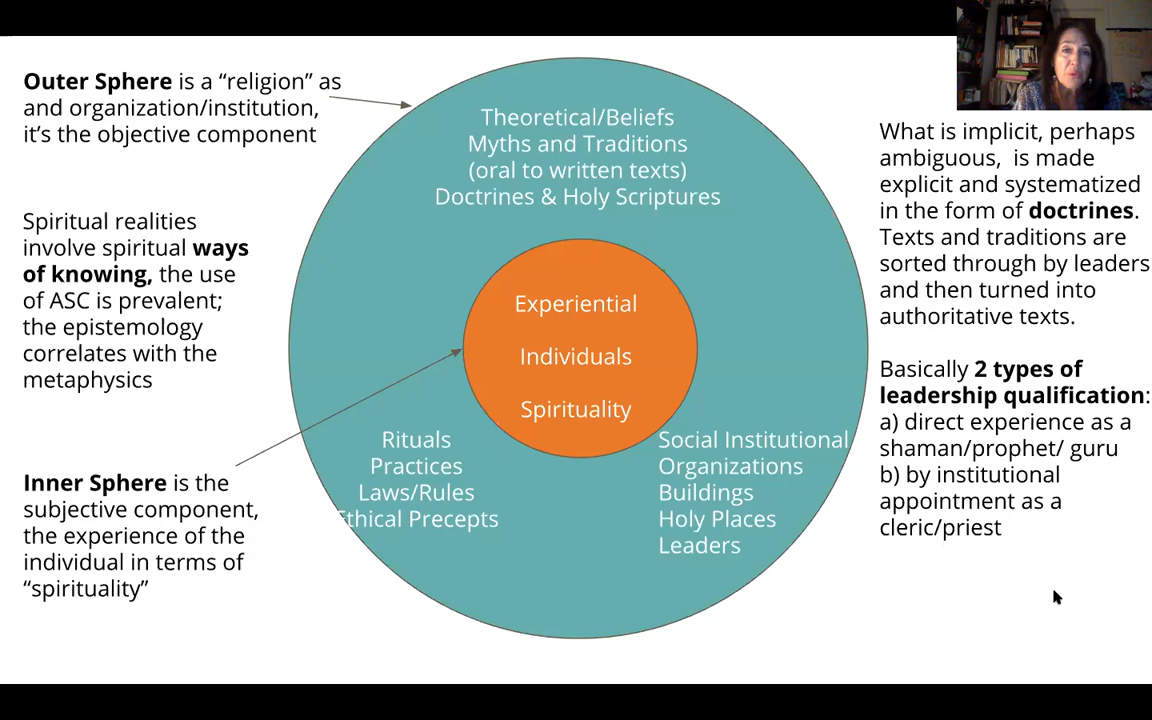 Outer Sphere is a “religion” as
and organization/institution,
it’s the objective component
Spiritual realities
involve spiritual ways
of knowing, the use
of ASC is prevalent;
the epistemology
correlates with the
metaphysics
Inner Sphere is the
subjective component,
the experience of the
individual in terms of
“spirituality”
Theoretical/Beliefs
Myths and Traditions
(oral to written texts)
Doctrines & Holy Scriptures
Experiential
Individuals
Spirituality
Rituals
Practices
Laws/Rules
Ethical Precepts
Social Institutional
Organizations
Buildings
Holy Places
Leaders
What is implicit, perhaps
ambiguous, is made
explicit and systematized
in the form of doctrines.
Texts and traditions are
sorted through by leaders
and then turned into
authoritative texts.
Basically 2 types of
leadership qualification:
a) direct experience as a
shaman/prophet/ guru
b) by institutional
appointment as a
cleric/priest